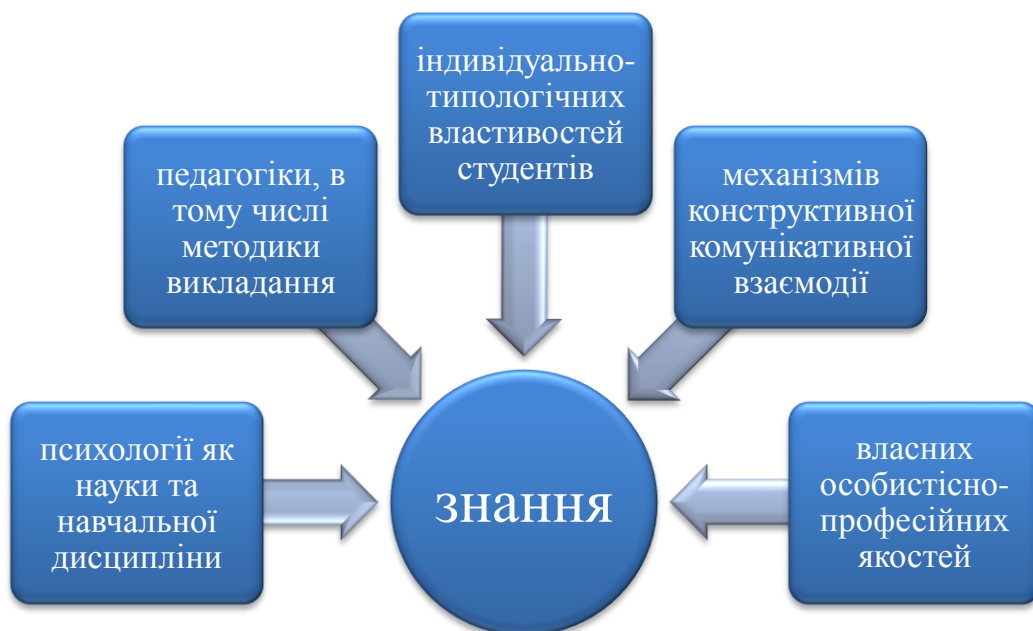 індивідуально-
типологічних
властивостей
студентів
педагогіки, в
тому числі
методики
викладання
механізмів
конструктивної
комунікативної
взаємодії
психології як
науки та
навчальної
дисципліни
знання
власних
особистісно-
професійних
якостей